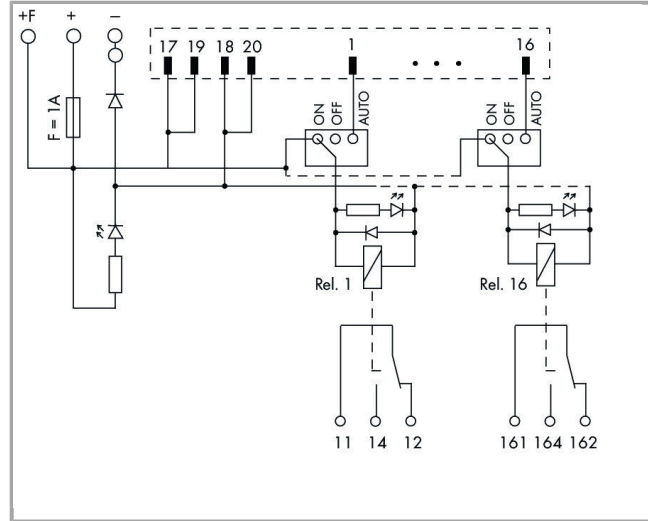 +F + −
17 19 18 20 1 16
F = 1A
ON OFF AUTO
ON OFF AUTO
Rel. 1
Rel. 16
11 14 12
161 164 162